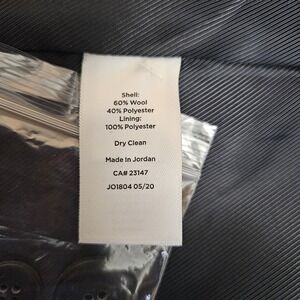 Shell:
60% Wool
40% Polyester
Lining:
100% Polyester
Dry Clean
Made In Jordan
CA# 23147
JO1804 05/20